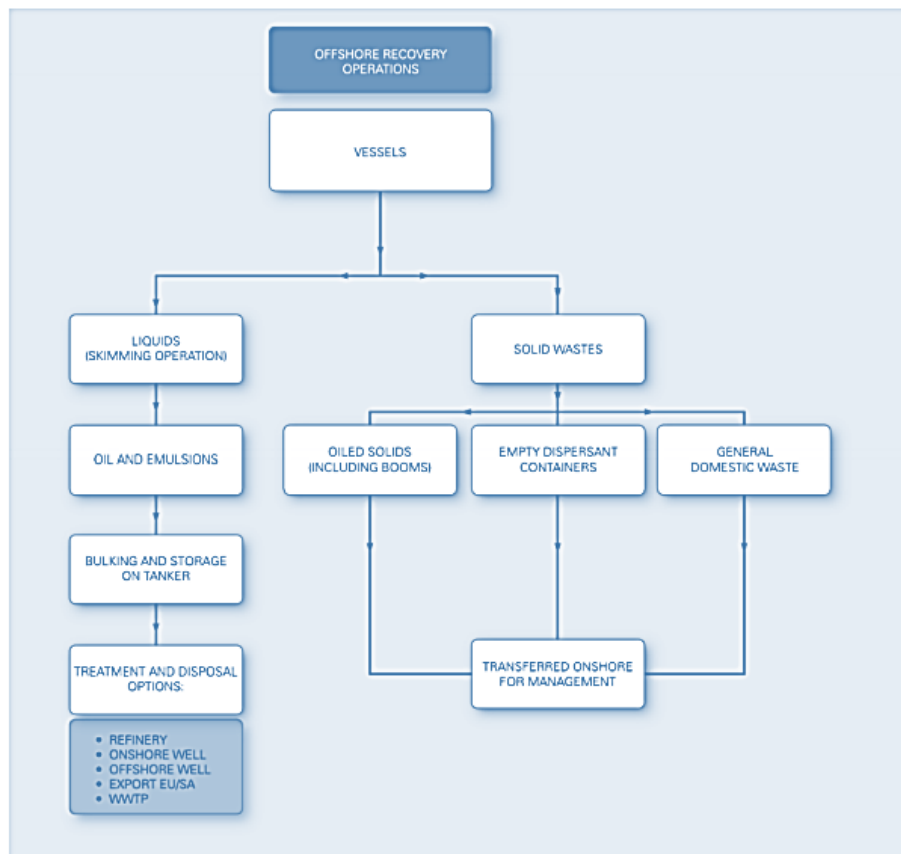 OFFSHORE RECOVERY
OPERATIONS
VESSELS
LIQUIDS
(SKIMMING OPERATION)
SOLID WASTES
OIL AND EMULSIONS
OILED SOLIDS
(INCLUDING BOOMS)
EMPTY DISPERSANT
CONTAINERS
GENERAL
DOMESTIC WASTE
BULKING AND STORAGE
ON TANKER
TREATMENT AND DISPOSAL
OPTIONS:
• REFINERY
• ONSHORE WELL
• OFFSHORE WELL
• EXPORT EU/SA
• WWTP
TRANSFERRED ONSHORE
FOR MANAGEMENT